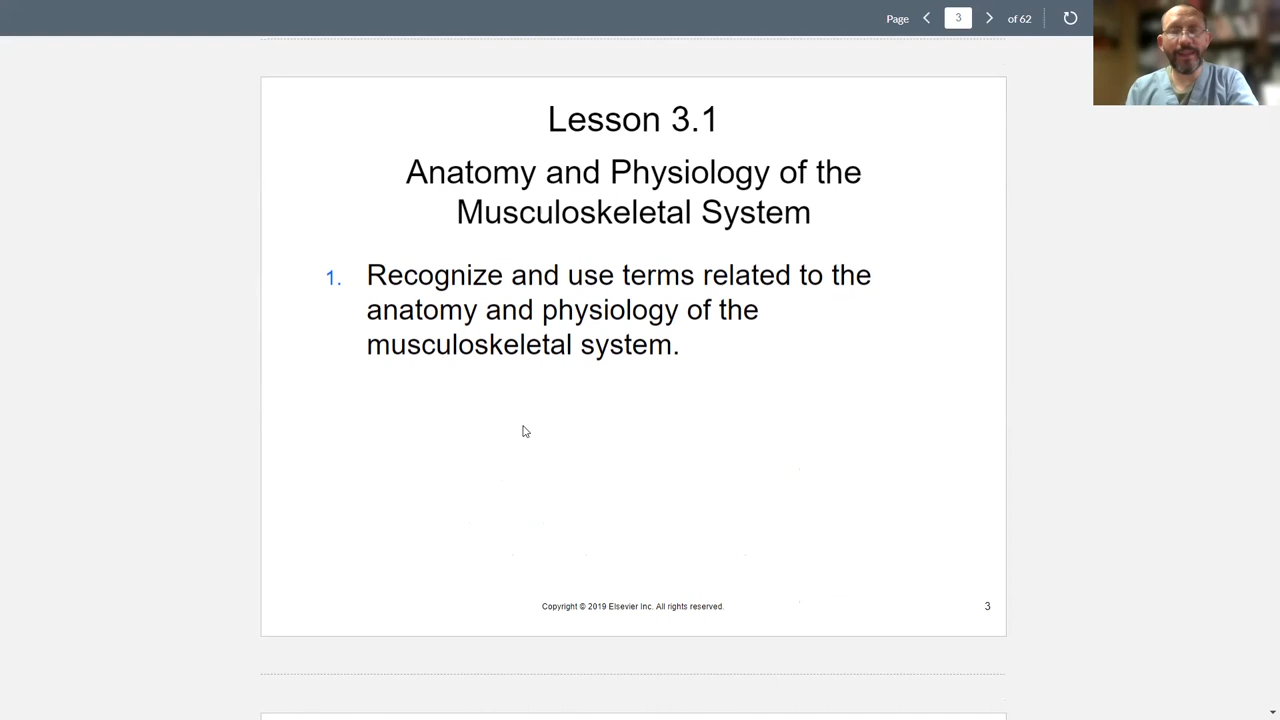 Page 3 of 62
Lesson 3.1
Anatomy and Physiology of the
Musculoskeletal System
1. Recognize and use terms related to the
anatomy and physiology of the
musculoskeletal system.
Copyright © 2019 Elsevier Inc. All rights reserved.
3